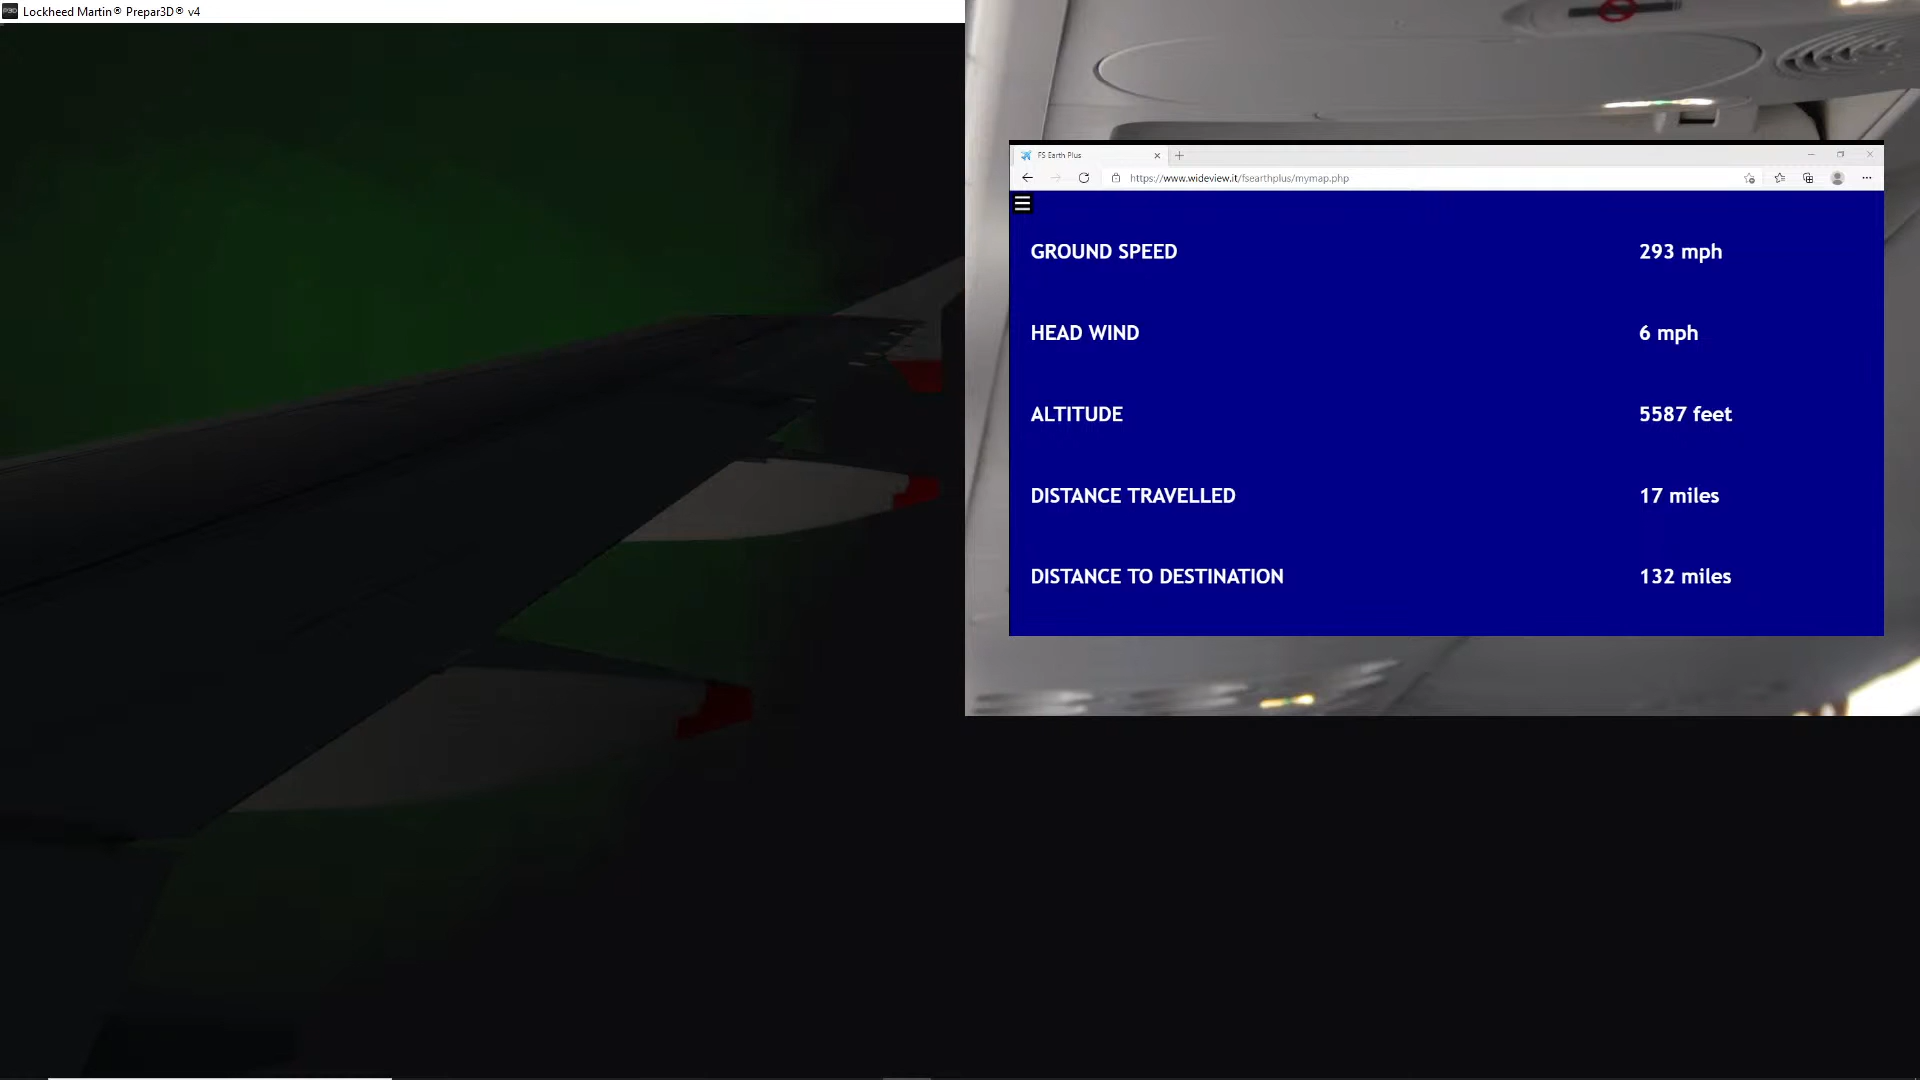 Lockheed Martin® Prepar3D® v4
FS Earth Plus
https://www.wideview.it/fsearthplus/mymap.php
GROUND SPEED 293 mph
HEAD WIND 6 mph
ALTITUDE 5587 feet
DISTANCE TRAVELLED 17 miles
DISTANCE TO DESTINATION 132 miles